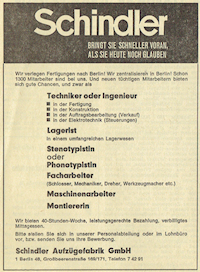 Schindler
BRINGT SIE SCHNELLER VORAN,
ALS SIE HEUTE NOCH GLAUBEN
Wir verlegen Fertigungen nach Berlin! Wir zentralisieren in Berlin! Schon
1300 Mitarbeiter sind bei uns. Und neuen tüchtigen Mitarbeitern bieten
sich gute Chancen, und zwar als
Techniker oder Ingenieur
in der Fertigung
in der Konstruktion
in der Auftragsbearbeitung (Verkauf)
in der Elektrotechnik (Steuerungen)
Lagerist
in einem umfangreichen Lagerwesen
Stenotypistin
oder
Phonotypistin
Facharbeiter
(Schlosser, Mechaniker, Dreher, Werkzeugmacher etc.)
Maschinenarbeiter
Montiererin
Wir bieten 40-Stunden-Woche, leistungsgerechte Bezahlung, verbilligtes
Mittagessen.
Bitte stellen Sie sich in unserer Personalabteilung oder im Lohnbüro
vor, bzw. senden Sie uns Ihre Bewerbung.
Schindler Aufzügefabrik GmbH
1 Berlin 48, Großbeerenstraße 169/171, Telefon 7 42 91